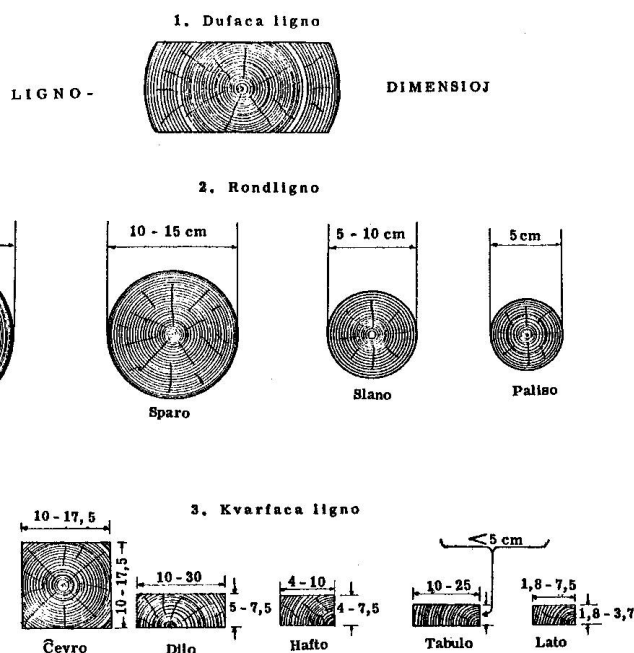 1. Dufaca ligno
LIGNO-
DIMENSIOJ
2. Rondligno
10 - 15 cm
5 - 10 cm
5 cm
Sparo
Slano
Paliso
3. Kvarfaca ligno
10 - 17,5
10 - 17,5
Ĉevro
10 - 30
5 - 7,5
Dilo
4 - 10
4 - 7,5
Hafto
< 5 cm
10 - 25
Tabulo
1,8 - 7,5
1,8 - 3,7
Lato